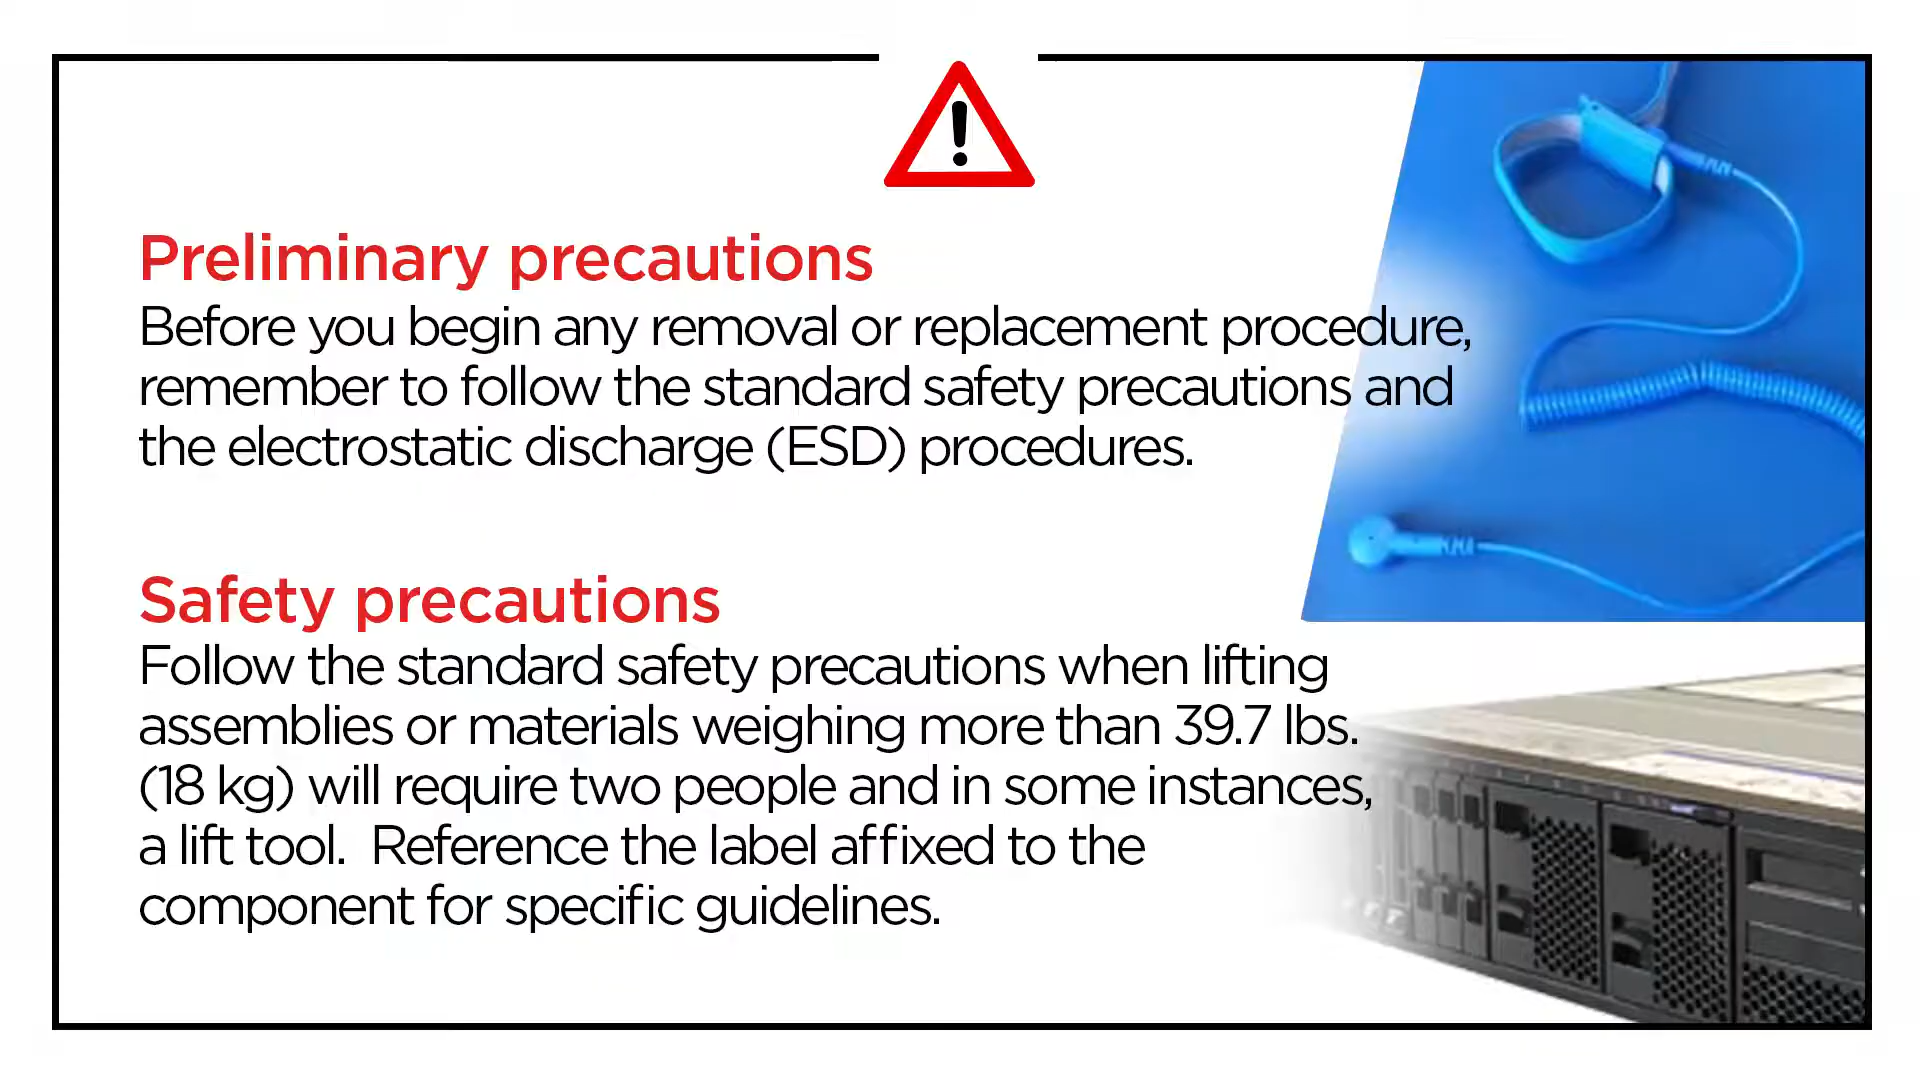 Preliminary precautions
Before you begin any removal or replacement procedure,
remember to follow the standard safety precautions and
the electrostatic discharge (ESD) procedures.
Safety precautions
Follow the standard safety precautions when lifting
assemblies or materials weighing more than 39.7 lbs.
(18 kg) will require two people and in some instances,
a lift tool.  Reference the label affixed to the
component for specific guidelines.